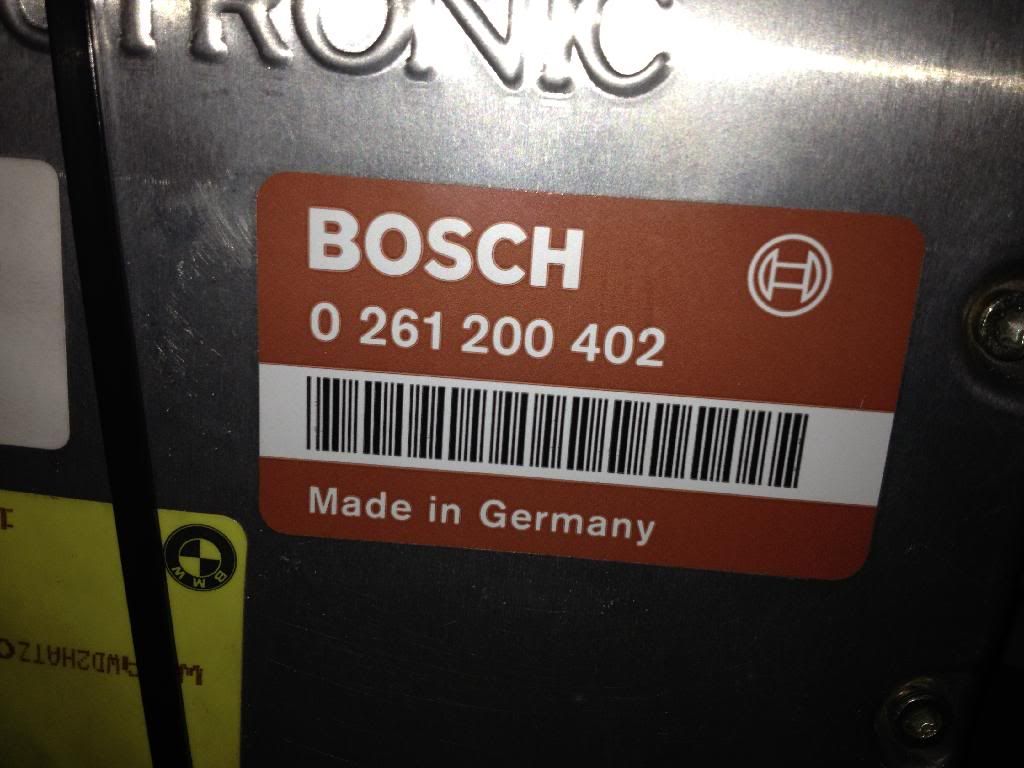 TRONIC
BOSCH
0 261 200 402
Made in Germany
BMW